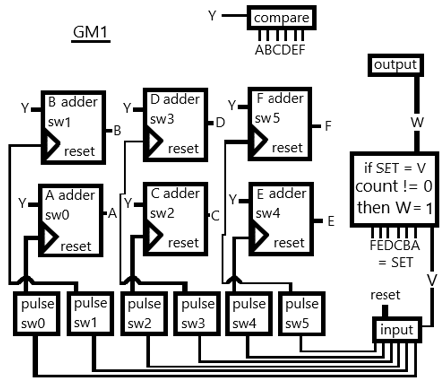 GM1
Y compare
ABCDEF
output
W
Y B adder
sw1
reset
B
Y D adder
sw3
reset
D
Y F adder
sw5
reset
F
if SET = V
count != 0
then W=1
FEDCBA
= SET
V
Y A adder
sw0
reset
A
Y C adder
sw2
reset
C
Y E adder
sw4
reset
E
pulse
sw0
pulse
sw1
pulse
sw2
pulse
sw3
pulse
sw4
pulse
sw5
reset
input